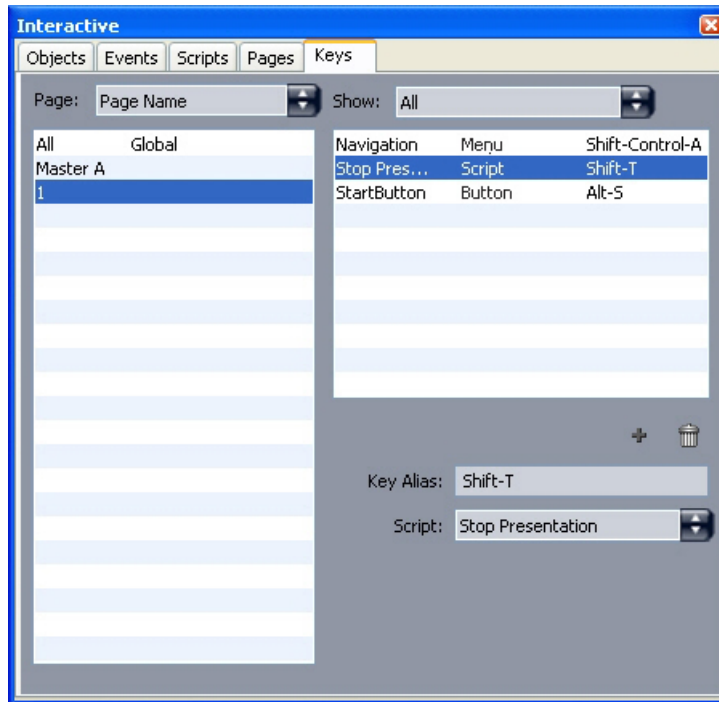 Interactive
Objects Events Scripts Pages Keys
Page: Page Name Show: All
All Global
Master A
1
Navigation Menu Shift-Control-A
Stop Pres... Script Shift-T
StartButton Button Alt-S
Key Alias: Shift-T
Script: Stop Presentation